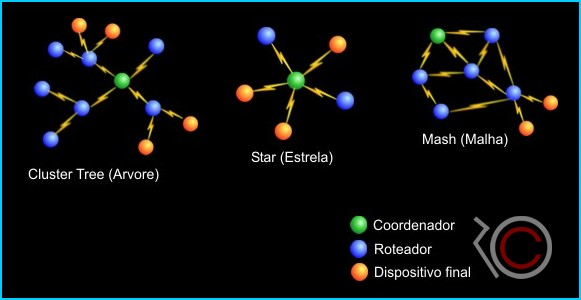 Cluster Tree (Arvore)
Star (Estrela)
Mash (Malha)
Coordenador
Roteador
Dispositivo final